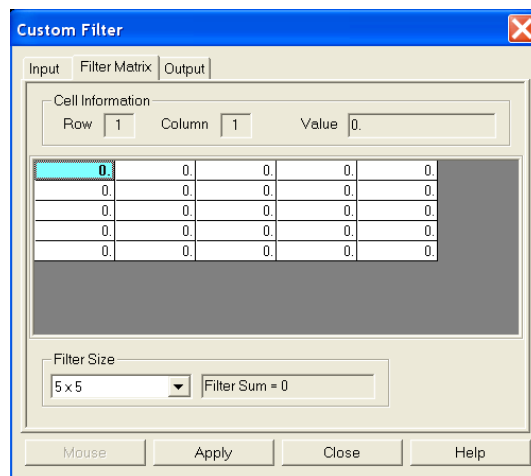 Custom Filter
Input Filter Matrix Output
Cell Information
Row 1 Column 1 Value 0.
0. 0. 0. 0. 0.
0. 0. 0. 0. 0.
0. 0. 0. 0. 0.
0. 0. 0. 0. 0.
0. 0. 0. 0. 0.
Filter Size
5 x 5 Filter Sum = 0
Mouse Apply Close Help